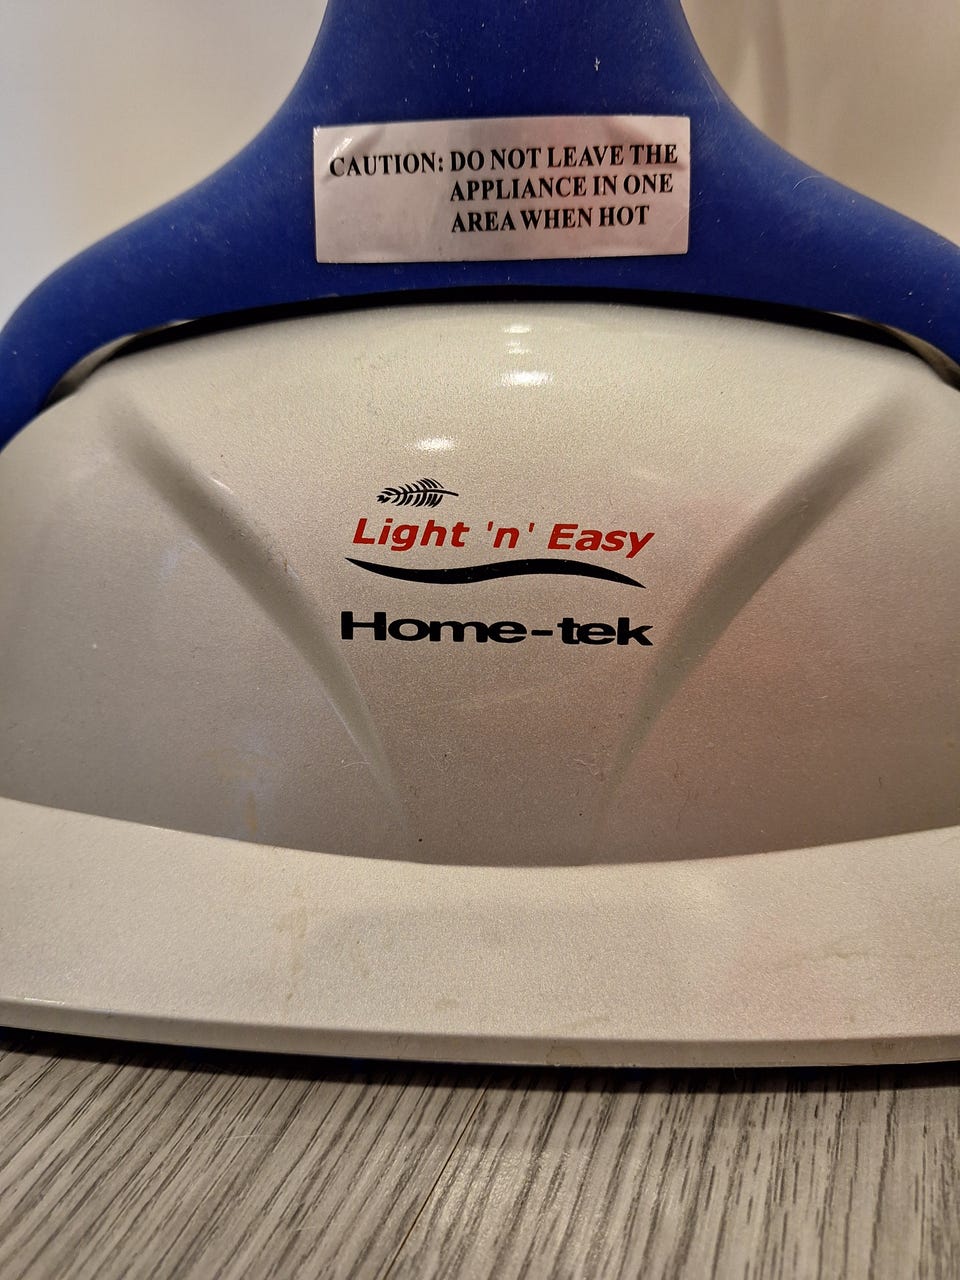 CAUTION: DO NOT LEAVE THE
APPLIANCE IN ONE
AREA WHEN HOT
Light 'n' Easy
Home-tek